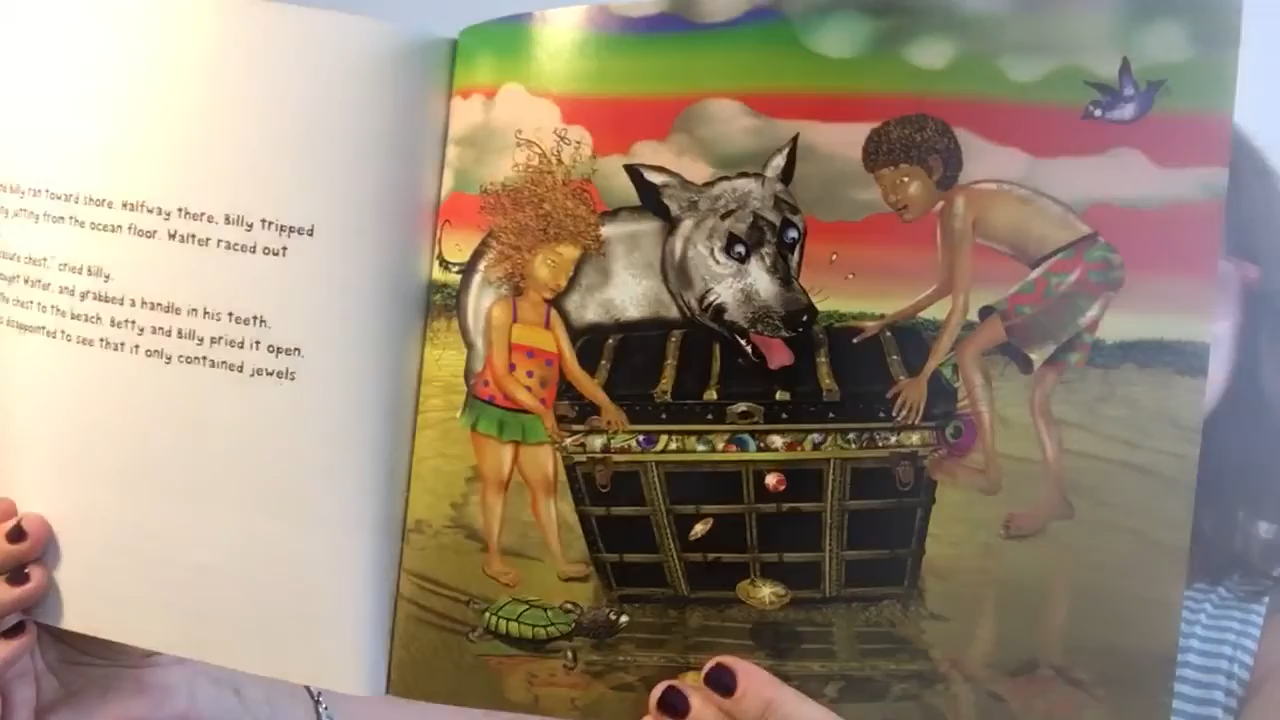 billy ran toward shore. Halfway there, Billy tripped
jutting from the ocean floor. Walter raced out
chest," cried Billy.
Walter, and grabbed a handle in his teeth.
the chest to the beach. Betty and Billy pried it open.
disappointed to see that it only contained jewels